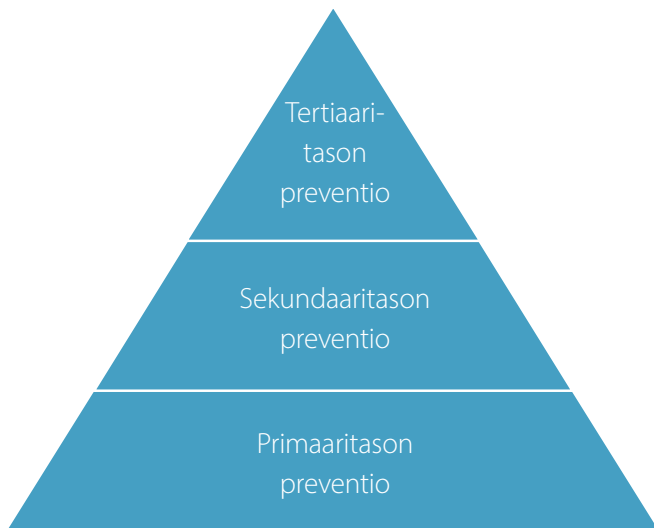 Tertiaari-
tason
preventio
Sekundaaritason
preventio
Primaaritason
preventio